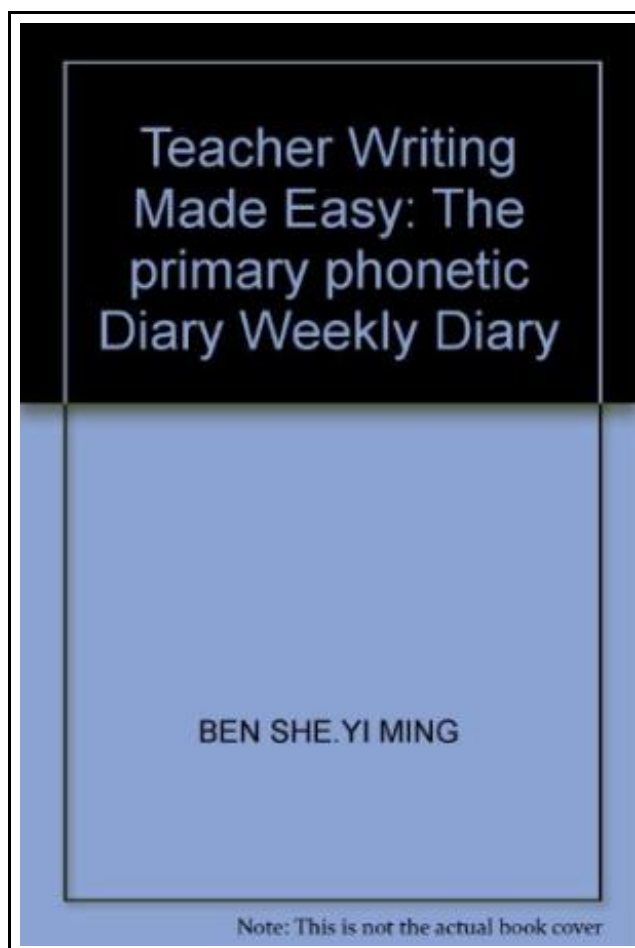 Teacher Writing
Made Easy: The
primary phonetic
Diary Weekly Diary
BEN SHE.YI MING
Note: This is not the actual book cover